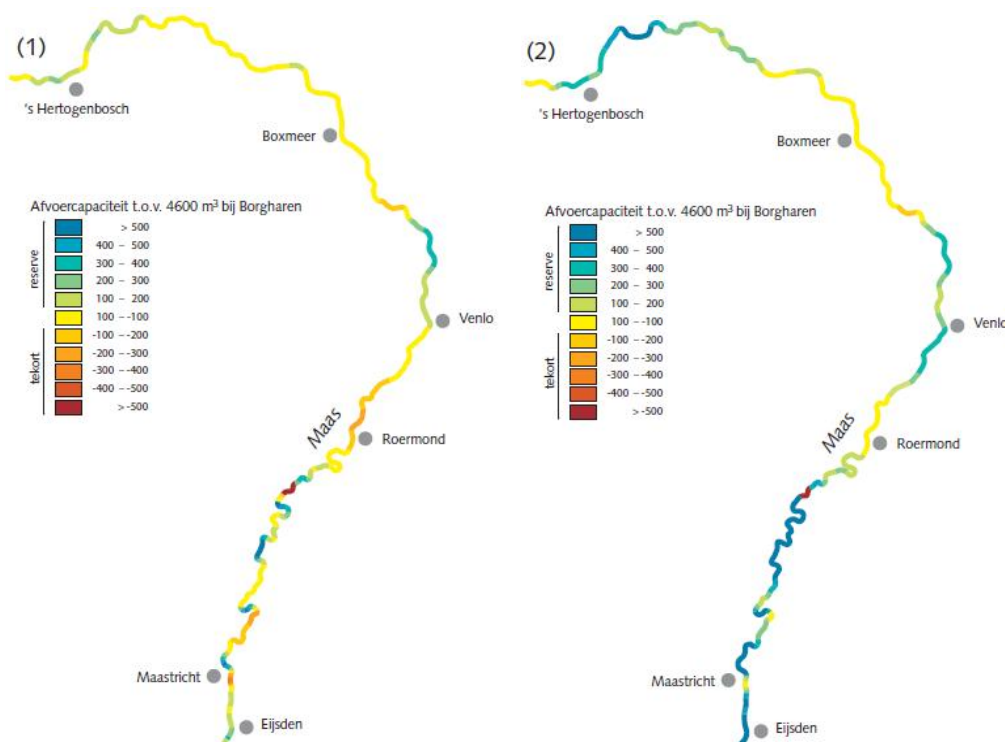 (1)
's Hertogenbosch
Boxmeer
Afvoercapaciteit t.o.v. 4600 m³ bij Borgharen
reserve
> 500
400 – 500
300 – 400
200 – 300
100 – 200
100 – -100
tekort
-100 – -200
-200 – -300
-300 – -400
-400 – -500
> -500
Venlo
Maas
Roermond
Maastricht
Eijsden
(2)
's Hertogenbosch
Boxmeer
Afvoercapaciteit t.o.v. 4600 m³ bij Borgharen
reserve
> 500
400 – 500
300 – 400
200 – 300
100 – 200
100 – -100
tekort
-100 – -200
-200 – -300
-300 – -400
-400 – -500
> -500
Venlo
Maas
Roermond
Maastricht
Eijsden